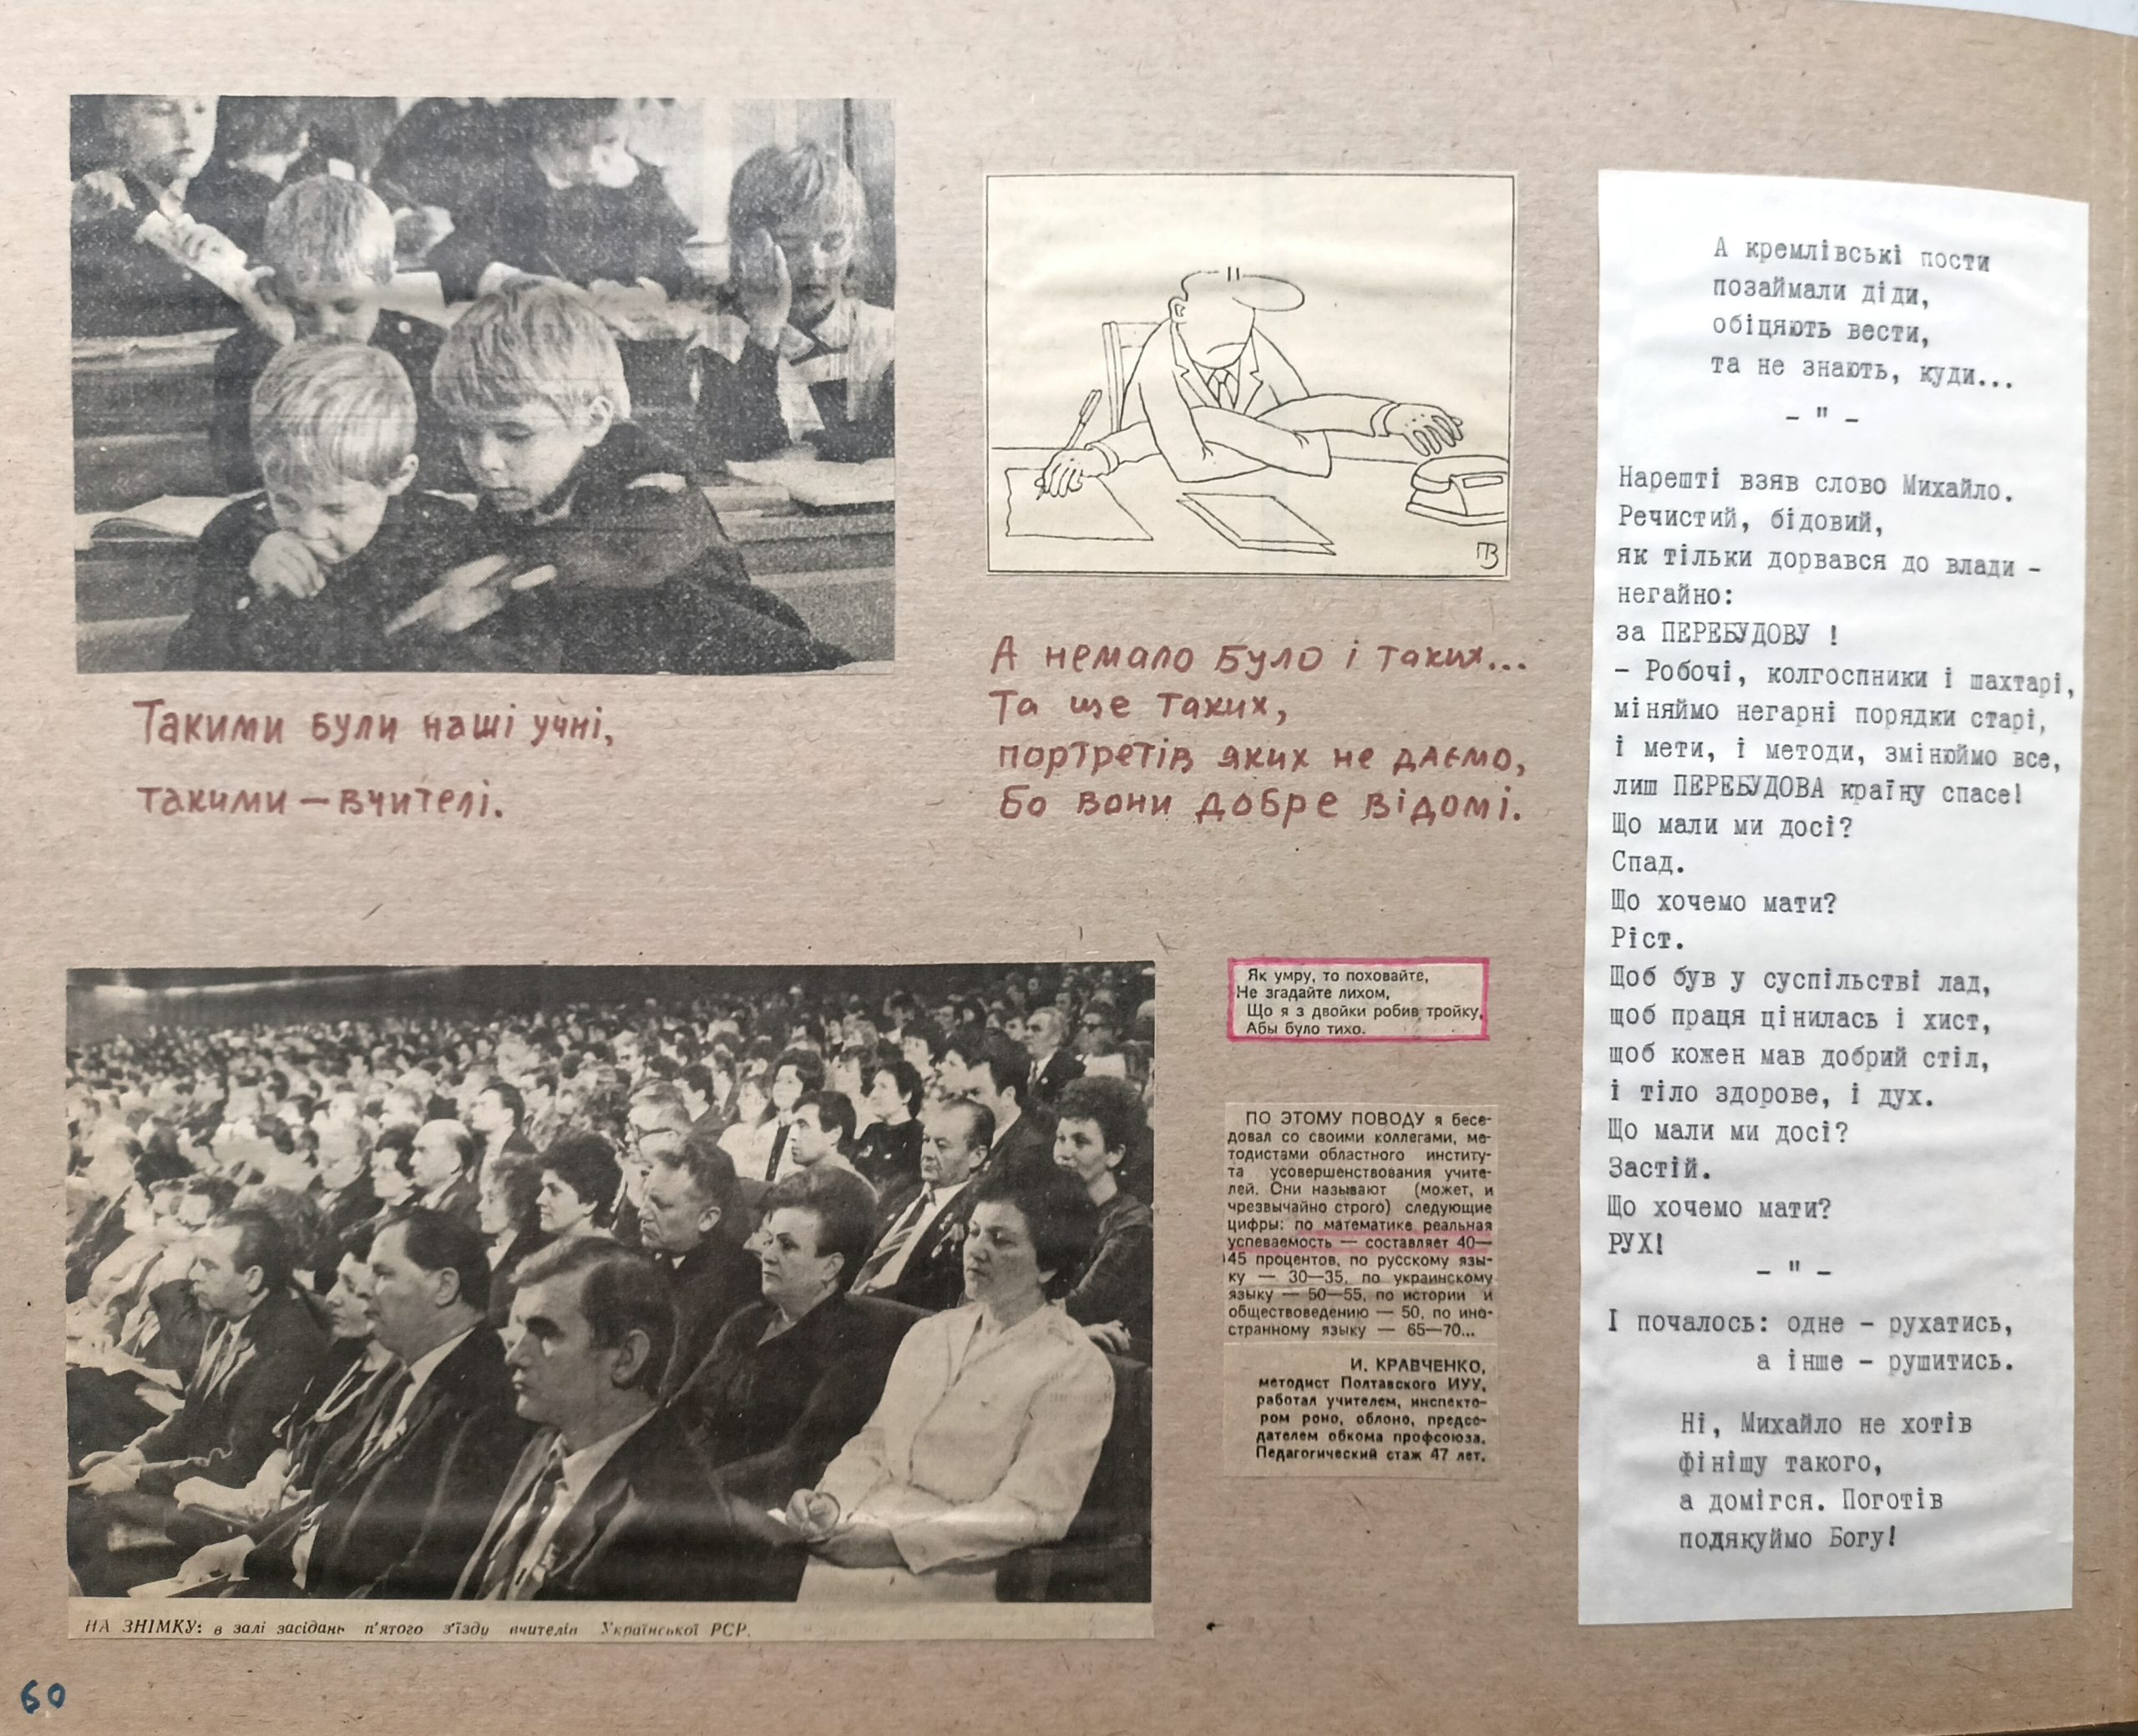 Такими були наші учні,
такими – вчителі.
А немало було і таких...
Та ще таких,
портретів яких не даємо,
Бо вони добре відомі.
ПВ
НА ЗНІМКУ: в залі засідань п'ятого з'їзду вчителів Української РСР.
Як умру, то поховайте,
Не згадайте лихом,
Що я з двойки робив тройку,
Абы було тихо.
ПО ЭТОМУ ПОВОДУ я бесе-
довал со своими коллегами, ме-
тодистами областного институ-
та усовершенствования учите-
лей. Они называют (может, и
чрезвычайно строго) следующие
цифры: по математике реальная
успеваемость — составляет 40—
45 процентов, по русскому язы-
ку — 30—35, по украинскому
языку — 50—55, по истории и
обществоведению — 50, по ино-
странному языку — 65—70...
И. КРАВЧЕНКО,
методист Полтавского ИУУ,
работал учителем, инспекто-
ром роно, облоно, предсе-
дателем обкома профсоюза.
Педагогический стаж 47 лет.
А кремлівські пости
позаймали діди,
обіцяють вести,
та не знають, куди...
– " –
Нарешті взяв слово Михайло.
Речистий, бідовий,
як тільки дорвався до влади –
негайно:
за ПЕРЕБУДОВУ !
– Робочі, колгоспники і шахтарі,
міняймо негарні порядки старі,
і мети, і методи, змінюймо все,
лиш ПЕРЕБУДОВА країну спасе!
Що мали ми досі?
Спад.
Що хочемо мати?
Ріст.
Щоб був у суспільстві лад,
щоб праця цінилась і хист,
щоб кожен мав добрий стіл,
і тіло здорове, і дух.
Що мали ми досі?
Застій.
Що хочемо мати?
РУХ!
– " –
І почалось: одне – рухатись,
а інше – рушитись.
Ні, Михайло не хотів
фінішу такого,
а домігся. Поготів
подякуймо Богу!
60